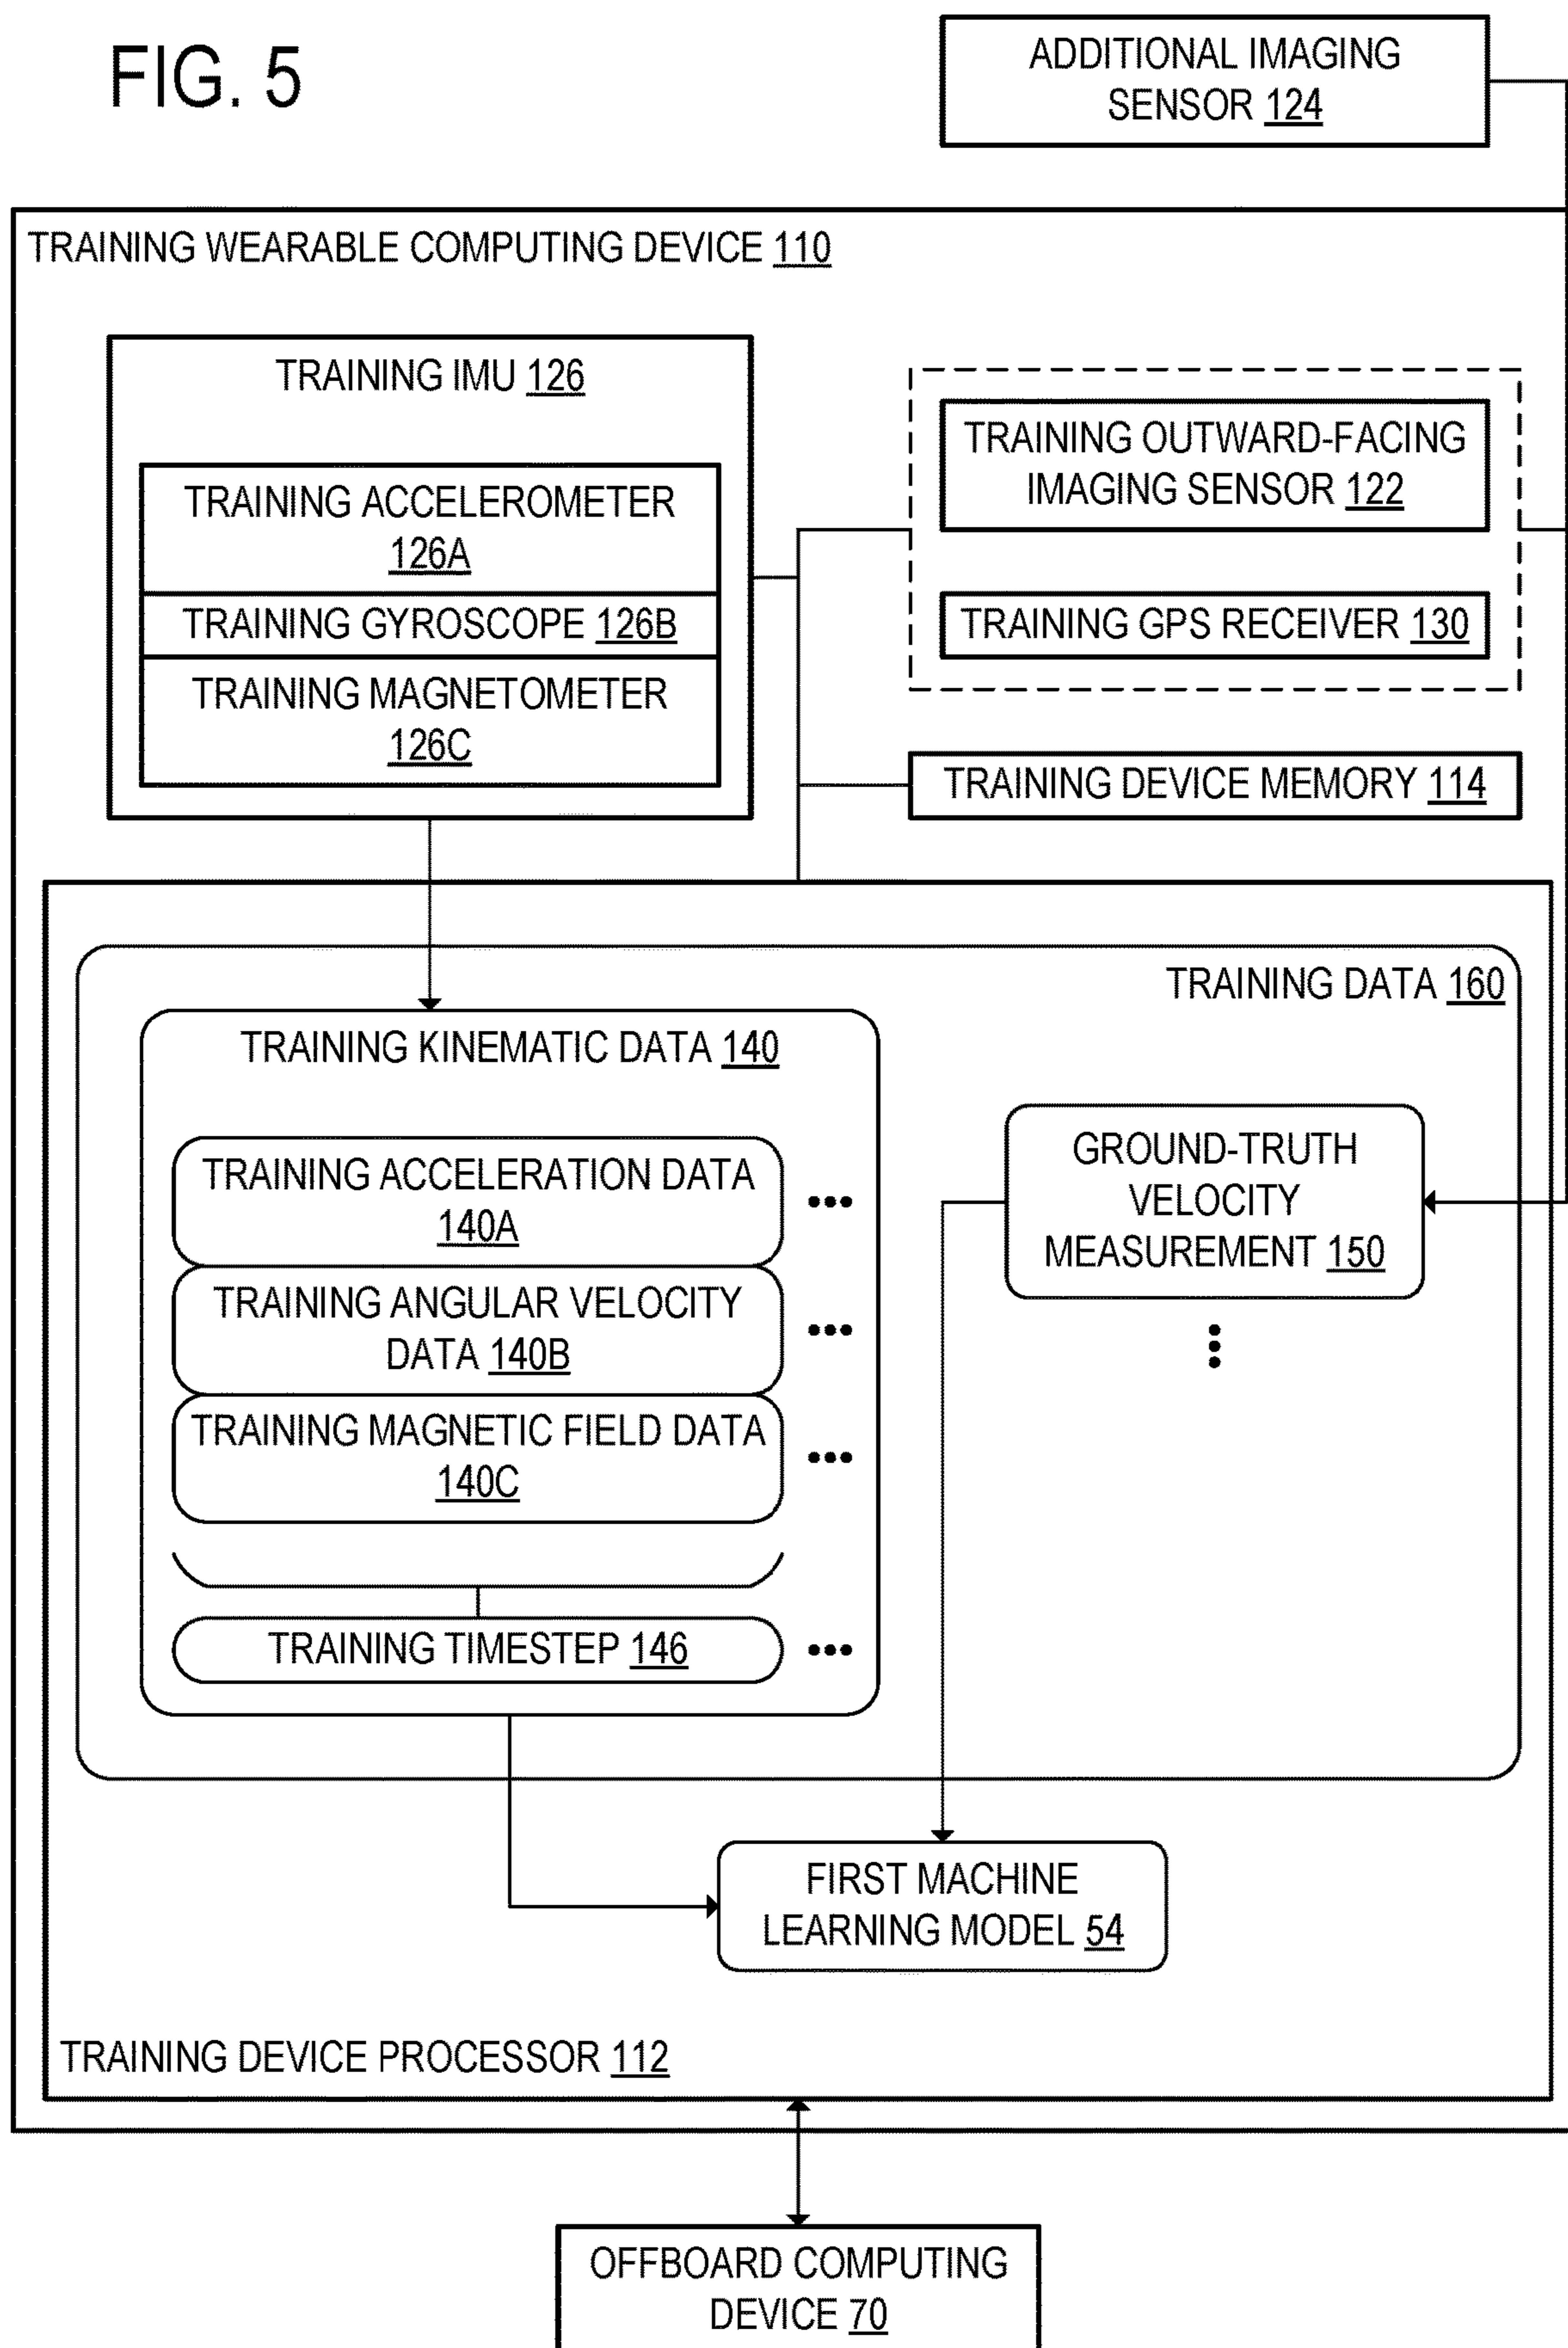 FIG. 5
ADDITIONAL IMAGING
SENSOR 124
TRAINING WEARABLE COMPUTING DEVICE 110
TRAINING IMU 126
TRAINING ACCELEROMETER
126A
TRAINING GYROSCOPE 126B
TRAINING MAGNETOMETER
126C
TRAINING OUTWARD-FACING
IMAGING SENSOR 122
TRAINING GPS RECEIVER 130
TRAINING DEVICE MEMORY 114
TRAINING DATA 160
TRAINING KINEMATIC DATA 140
TRAINING ACCELERATION DATA
140A
TRAINING ANGULAR VELOCITY
DATA 140B
TRAINING MAGNETIC FIELD DATA
140C
TRAINING TIMESTEP 146
GROUND-TRUTH
VELOCITY
MEASUREMENT 150
FIRST MACHINE
LEARNING MODEL 54
TRAINING DEVICE PROCESSOR 112
OFFBOARD COMPUTING
DEVICE 70